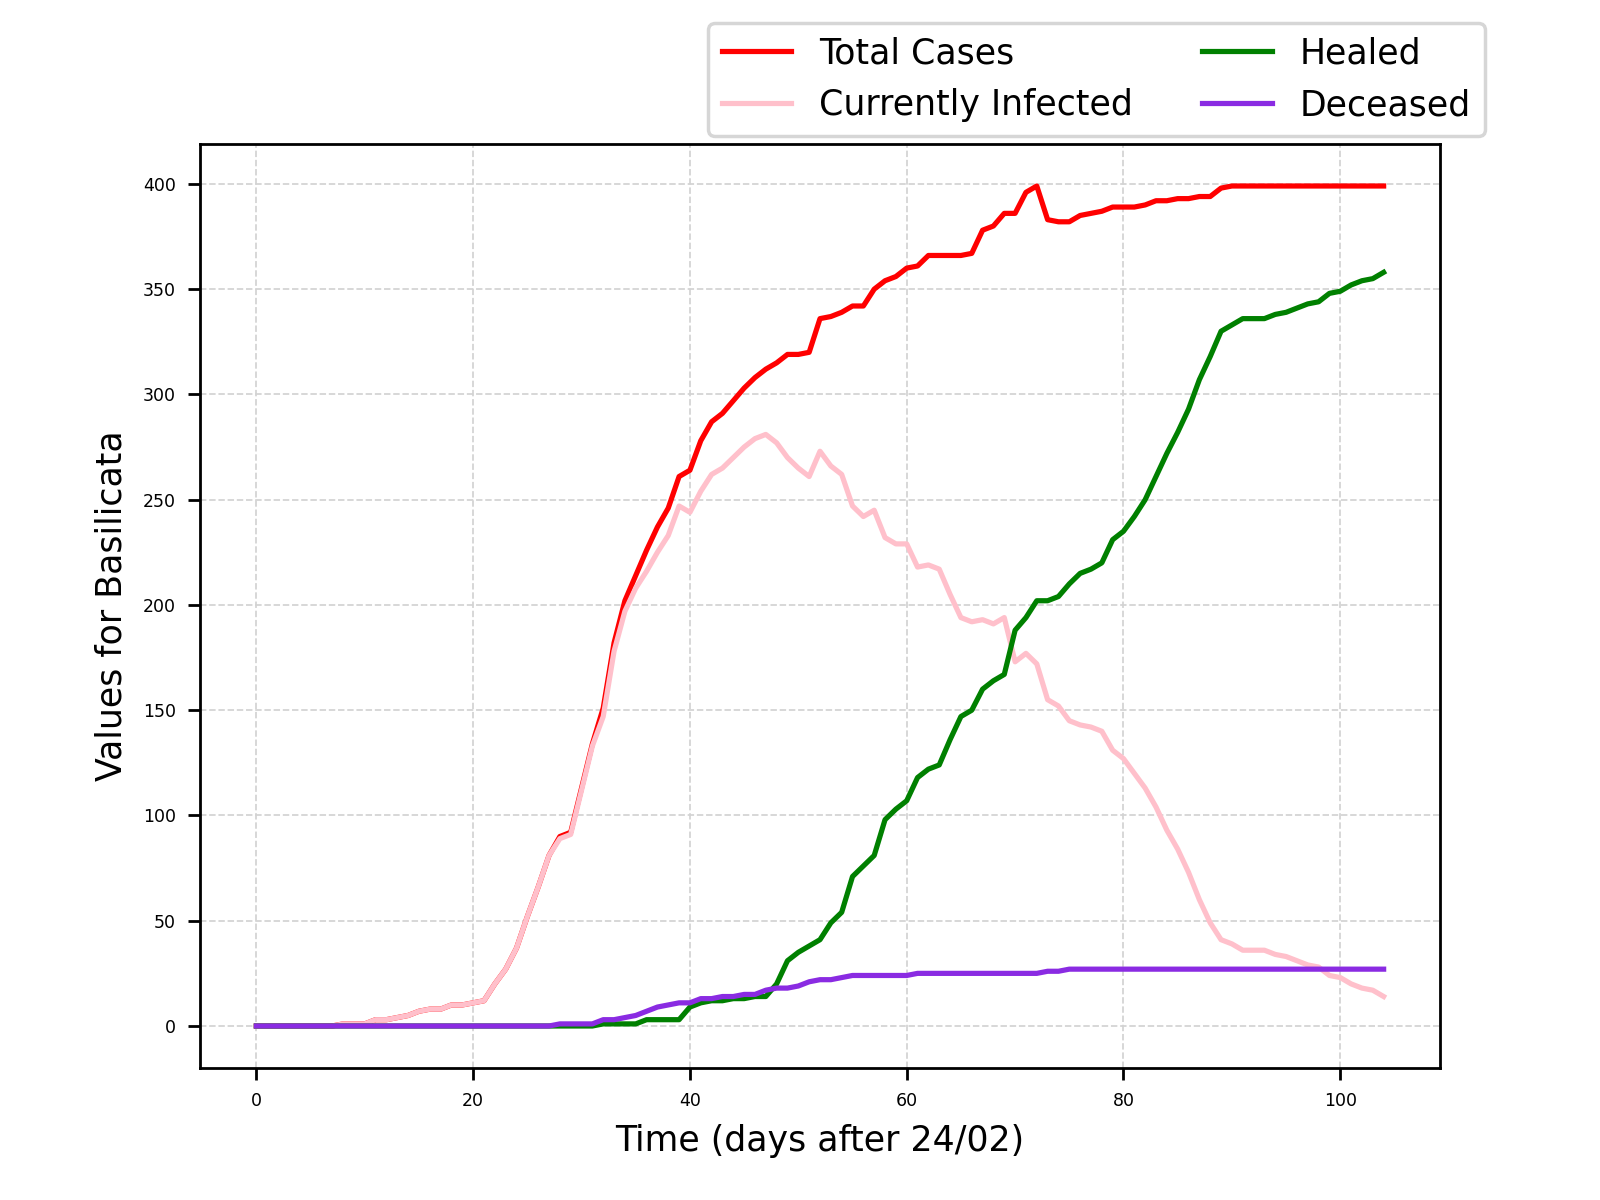 Total Cases
Currently Infected
Healed
Deceased
400
350
300
250
200
150
100
50
0
Values for Basilicata
0 20 40 60 80 100
Time (days after 24/02)